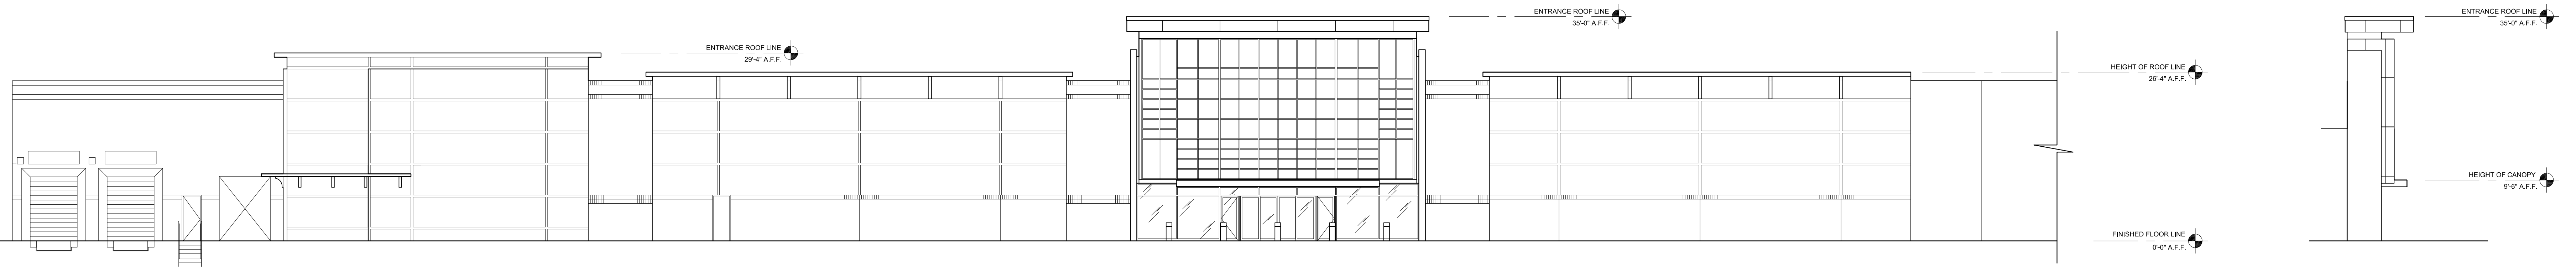 ENTRANCE ROOF LINE
29'-4" A.F.F.
ENTRANCE ROOF LINE
35'-0" A.F.F.
HEIGHT OF ROOF LINE
26'-4" A.F.F.
FINISHED FLOOR LINE
0'-0" A.F.F.
ENTRANCE ROOF LINE
35'-0" A.F.F.
HEIGHT OF CANOPY
9'-6" A.F.F.